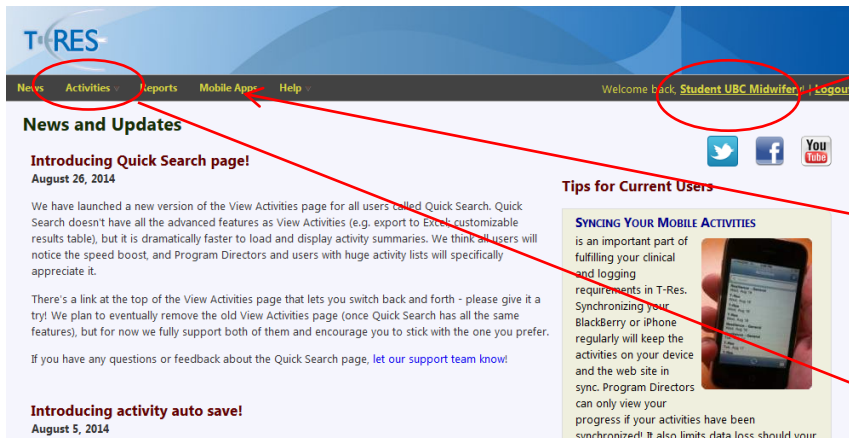 T-RES
News Activities Reports Mobile Apps Help Welcome back, Student UBC Midwifery! | Logout
News and Updates
Introducing Quick Search page!
August 26, 2014
We have launched a new version of the View Activities page for all users called Quick Search. Quick
Search doesn't have all the advanced features as View Activities (e.g. export to Excel; customizable
results table), but it is dramatically faster to load and display activity summaries. We think all users will
notice the speed boost, and Program Directors and users with huge activity lists will specifically
appreciate it.
There's a link at the top of the View Activities page that lets you switch back and forth - please give it a
try! We plan to eventually remove the old View Activities page (once Quick Search has all the same
features), but for now we fully support both of them and encourage you to stick with the one you prefer.
If you have any questions or feedback about the Quick Search page, let our support team know!
Introducing activity auto save!
August 5, 2014
You
Tube
Tips for Current Users
SYNCING YOUR MOBILE ACTIVITIES
is an important part of
fulfilling your clinical
and logging
requirements in T-Res.
Synchronizing your
BlackBerry or iPhone
regularly will keep the
activities on your device
and the web site in
sync. Program Directors
can only view your
progress if your activities have been
synchronized! It also limits data loss should your